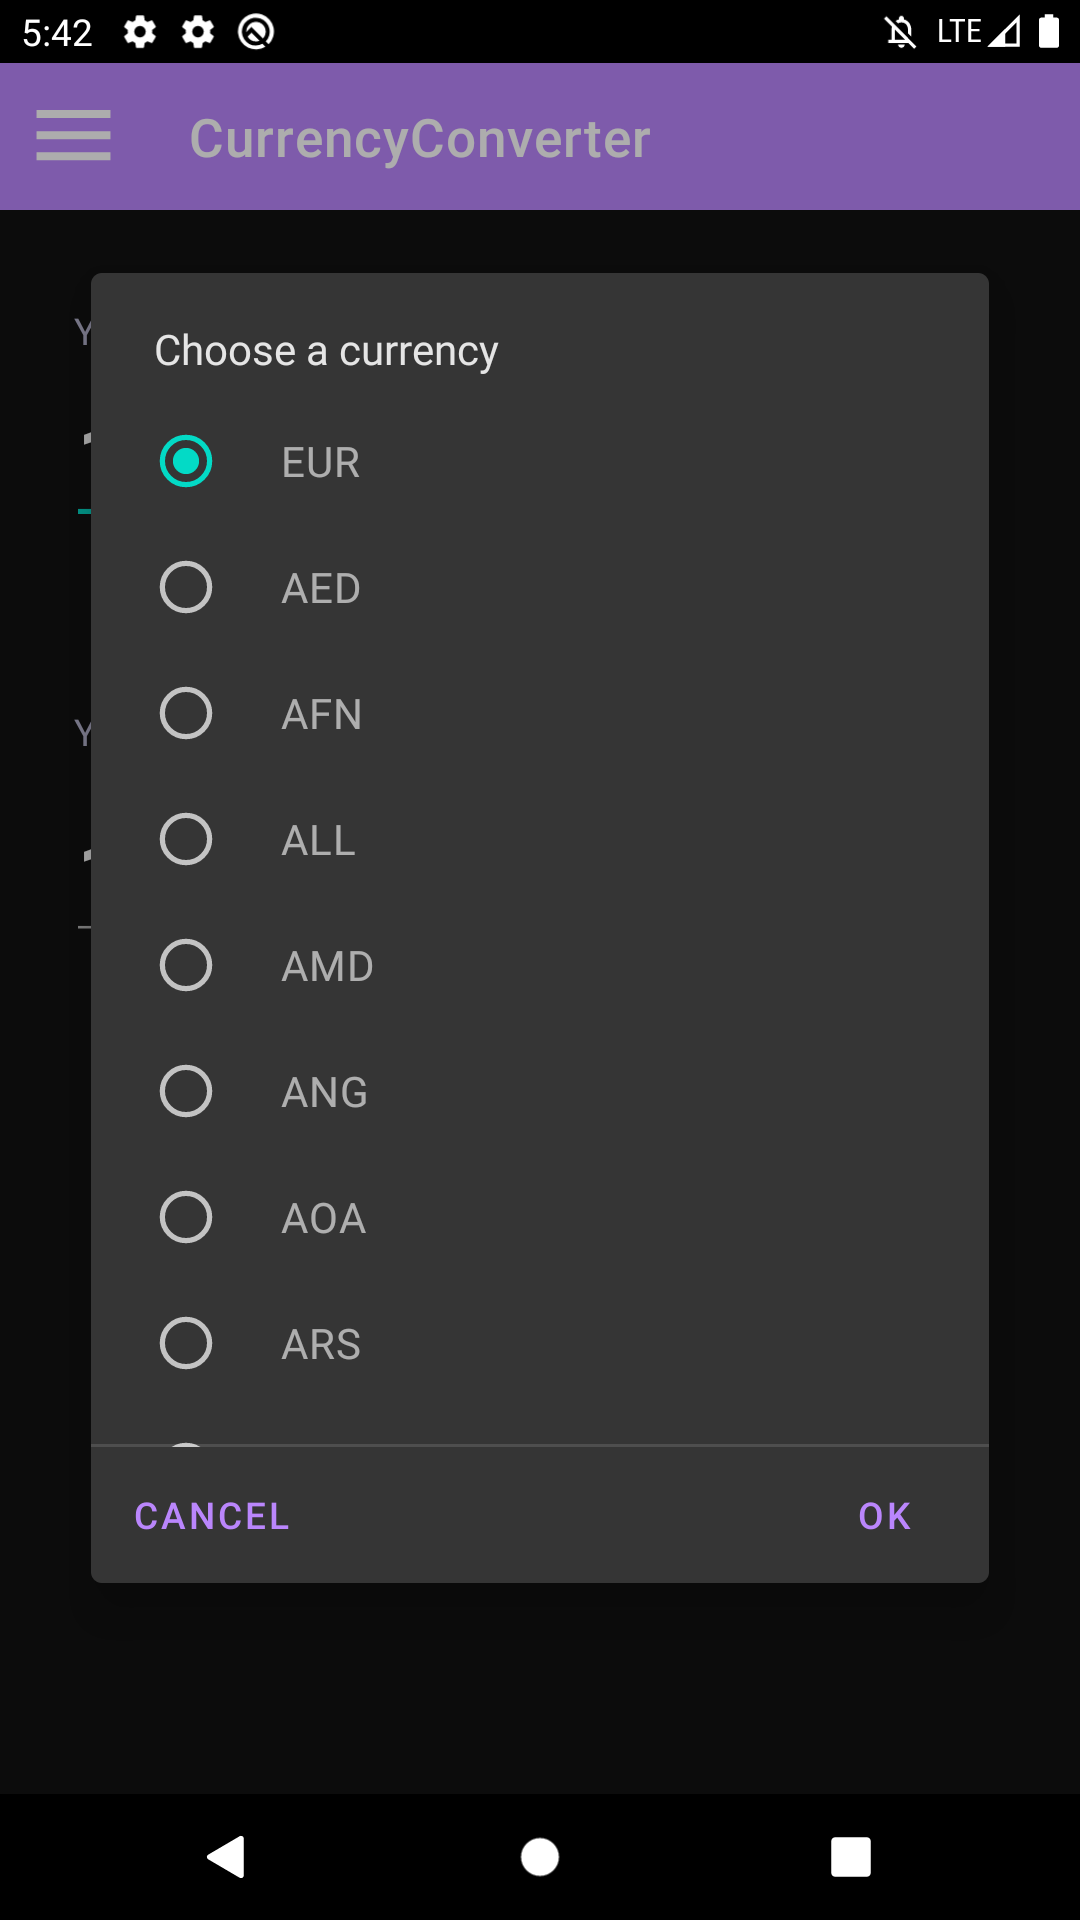 5:42 LTE
CurrencyConverter
Choose a currency
EUR
AED
AFN
ALL
AMD
ANG
AOA
ARS
CANCEL OK